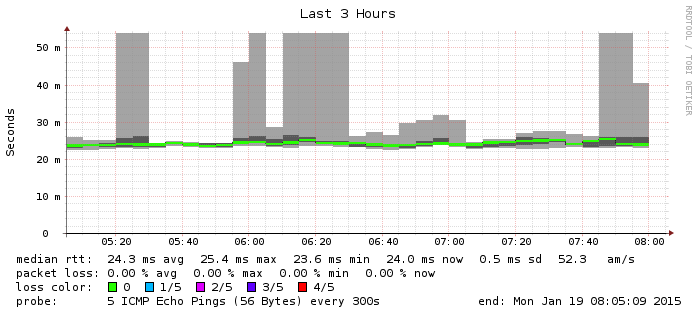 Last 3 Hours
RRDTOOL / TOBI OETIKER
Seconds
50 m
40 m
30 m
20 m
10 m
0
05:20 05:40 06:00 06:20 06:40 07:00 07:20 07:40 08:00
median rtt: 24.3 ms avg 25.4 ms max 23.6 ms min 24.0 ms now 0.5 ms sd 52.3 am/s
packet loss: 0.00 % avg 0.00 % max 0.00 % min 0.00 % now
loss color: 0 1/5 2/5 3/5 4/5
probe: 5 ICMP Echo Pings (56 Bytes) every 300s end: Mon Jan 19 08:05:09 2015